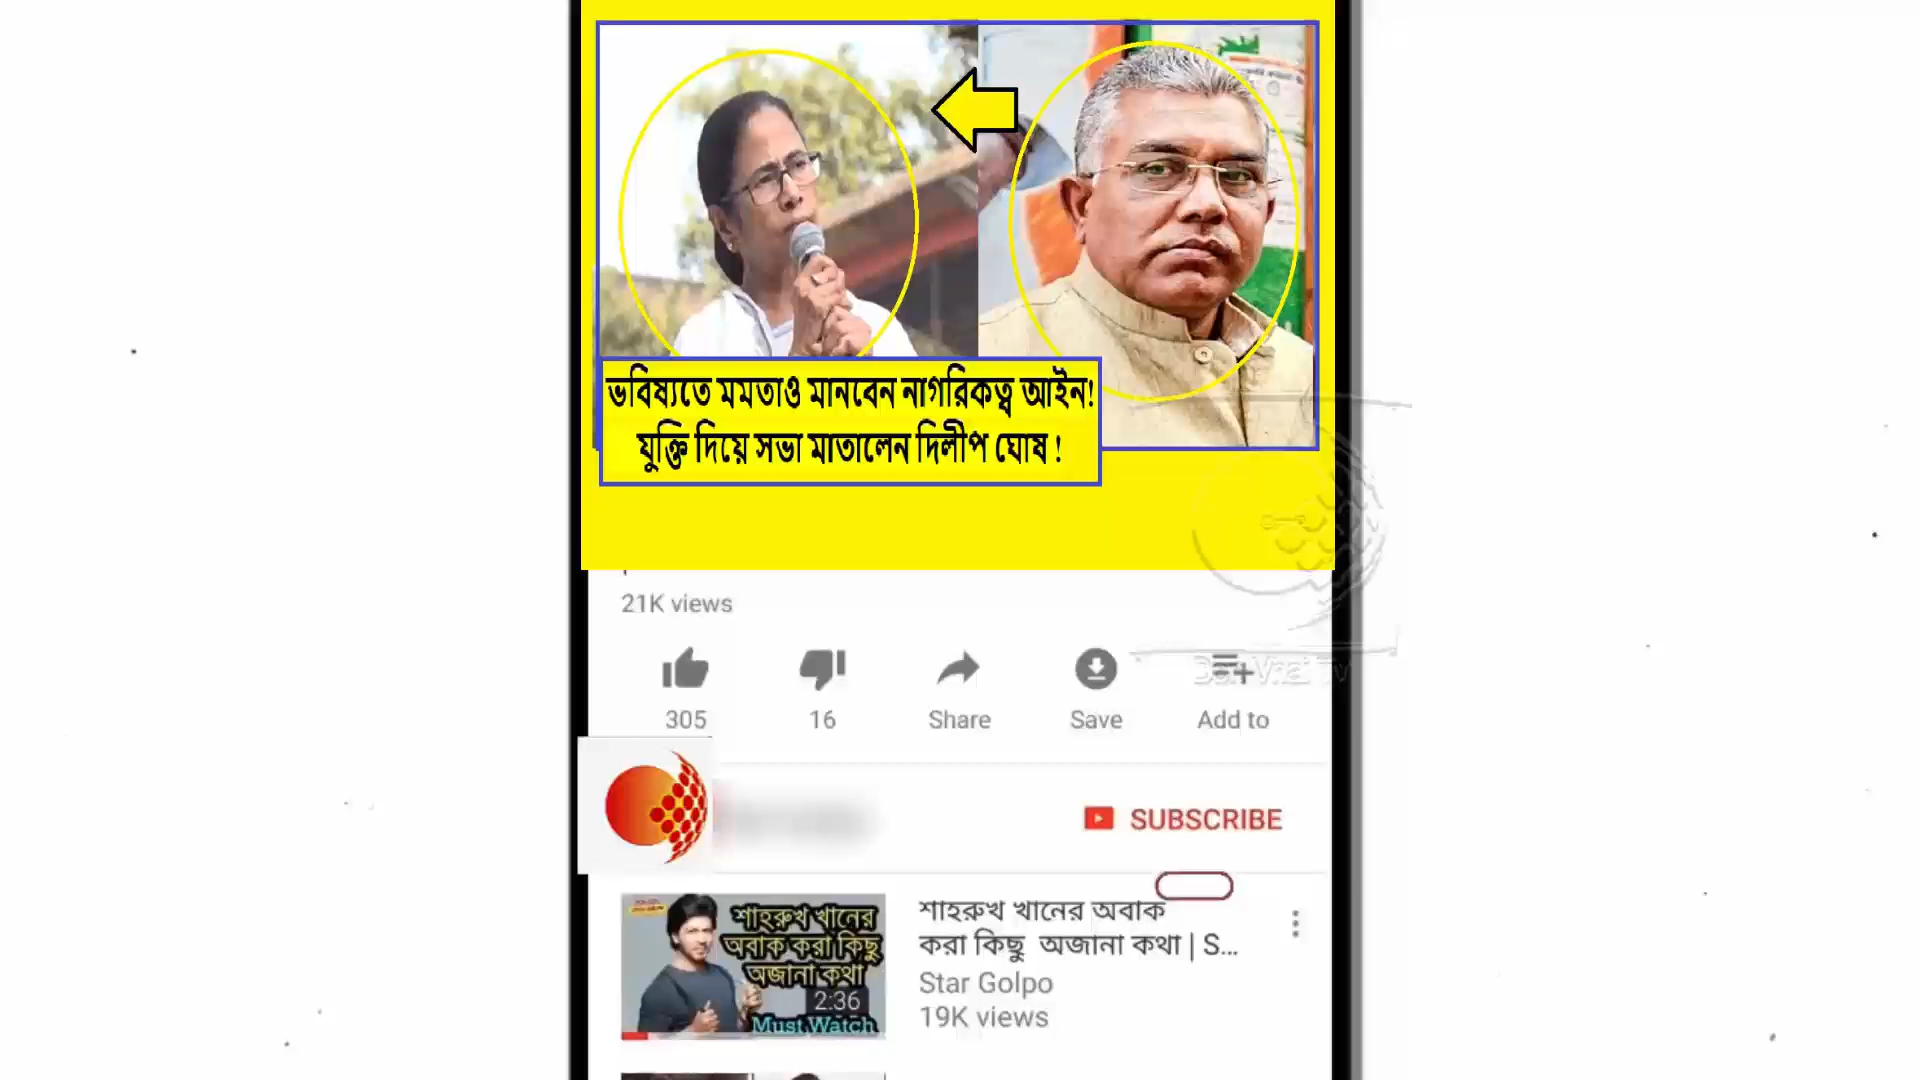 ভবিষ্যতে মমতাও মানবেন নাগরিকত্ব আইন!
যুক্তি দিয়ে সভা মাতালেন দিলীপ ঘোষ !
21K views
305
16
Share
Save
Add to
SUBSCRIBE
শাহরুখ খানের
অবাক করা কিছু
অজানা কথা
2:36
Must Watch
শাহরুখ খানের অবাক
করা কিছু অজানা কথা | S...
Star Golpo
19K views